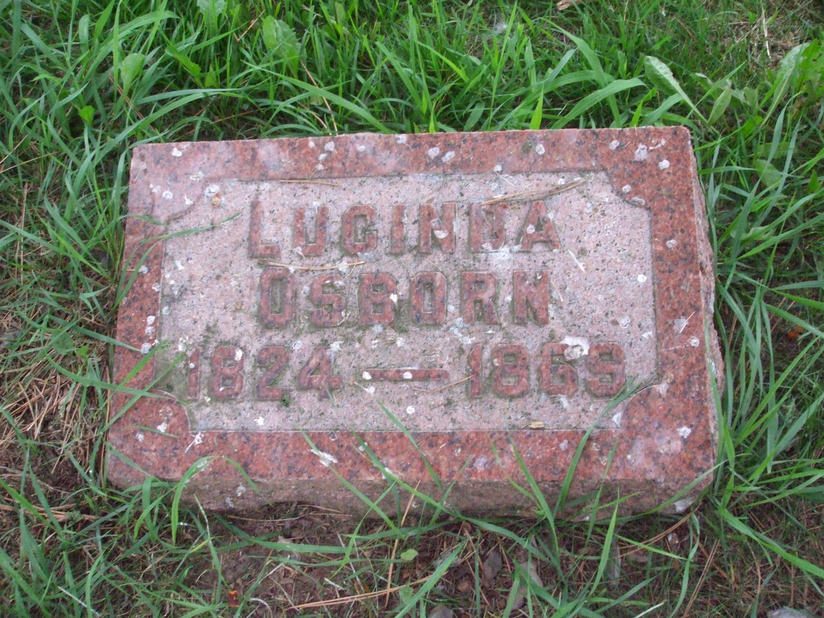 LUCINDA
OSBORN
1824 — 1869